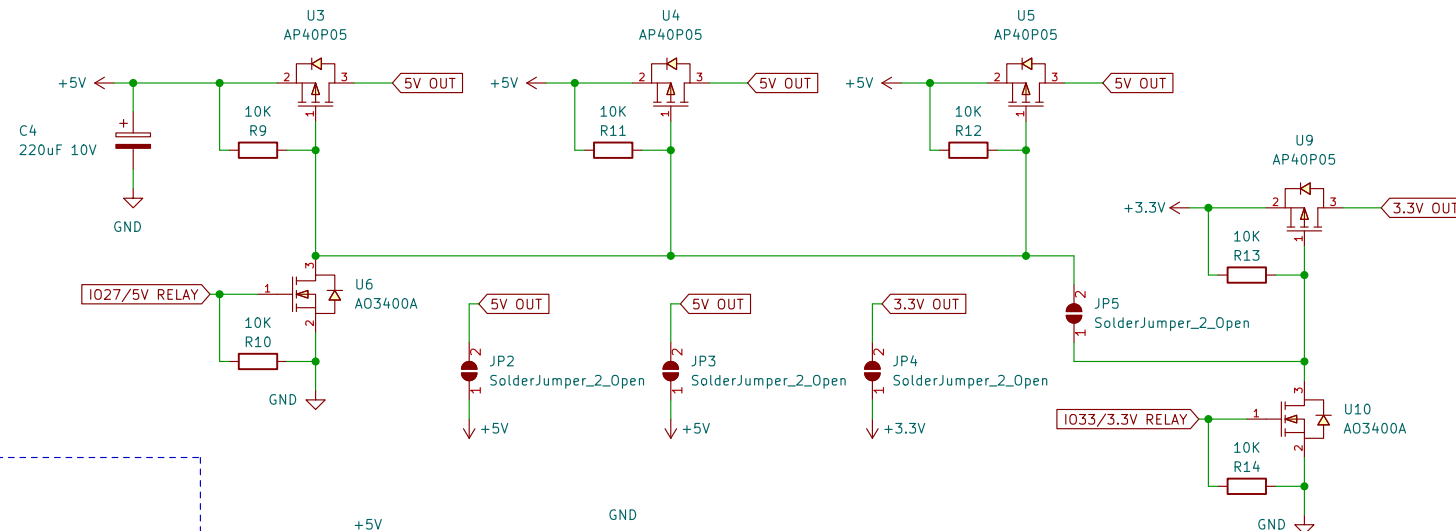 U3
AP40P05
U4
AP40P05
U5
AP40P05
+5V
2
3
5V OUT
1
+5V
2
3
5V OUT
1
+5V
2
3
5V OUT
1
C4
220uF 10V
+
GND
10K
R9
10K
R11
10K
R12
U9
AP40P05
+3.3V
2
3
3.3V OUT
1
10K
R13
IO27/5V RELAY
1
3
2
U6
AO3400A
10K
R10
GND
5V OUT
2
JP2
SolderJumper_2_Open
1
+5V
5V OUT
2
JP3
SolderJumper_2_Open
1
+5V
3.3V OUT
2
JP4
SolderJumper_2_Open
1
+3.3V
2
JP5
SolderJumper_2_Open
1
IO33/3.3V RELAY
1
3
2
U10
AO3400A
10K
R14
GND
+5V
GND